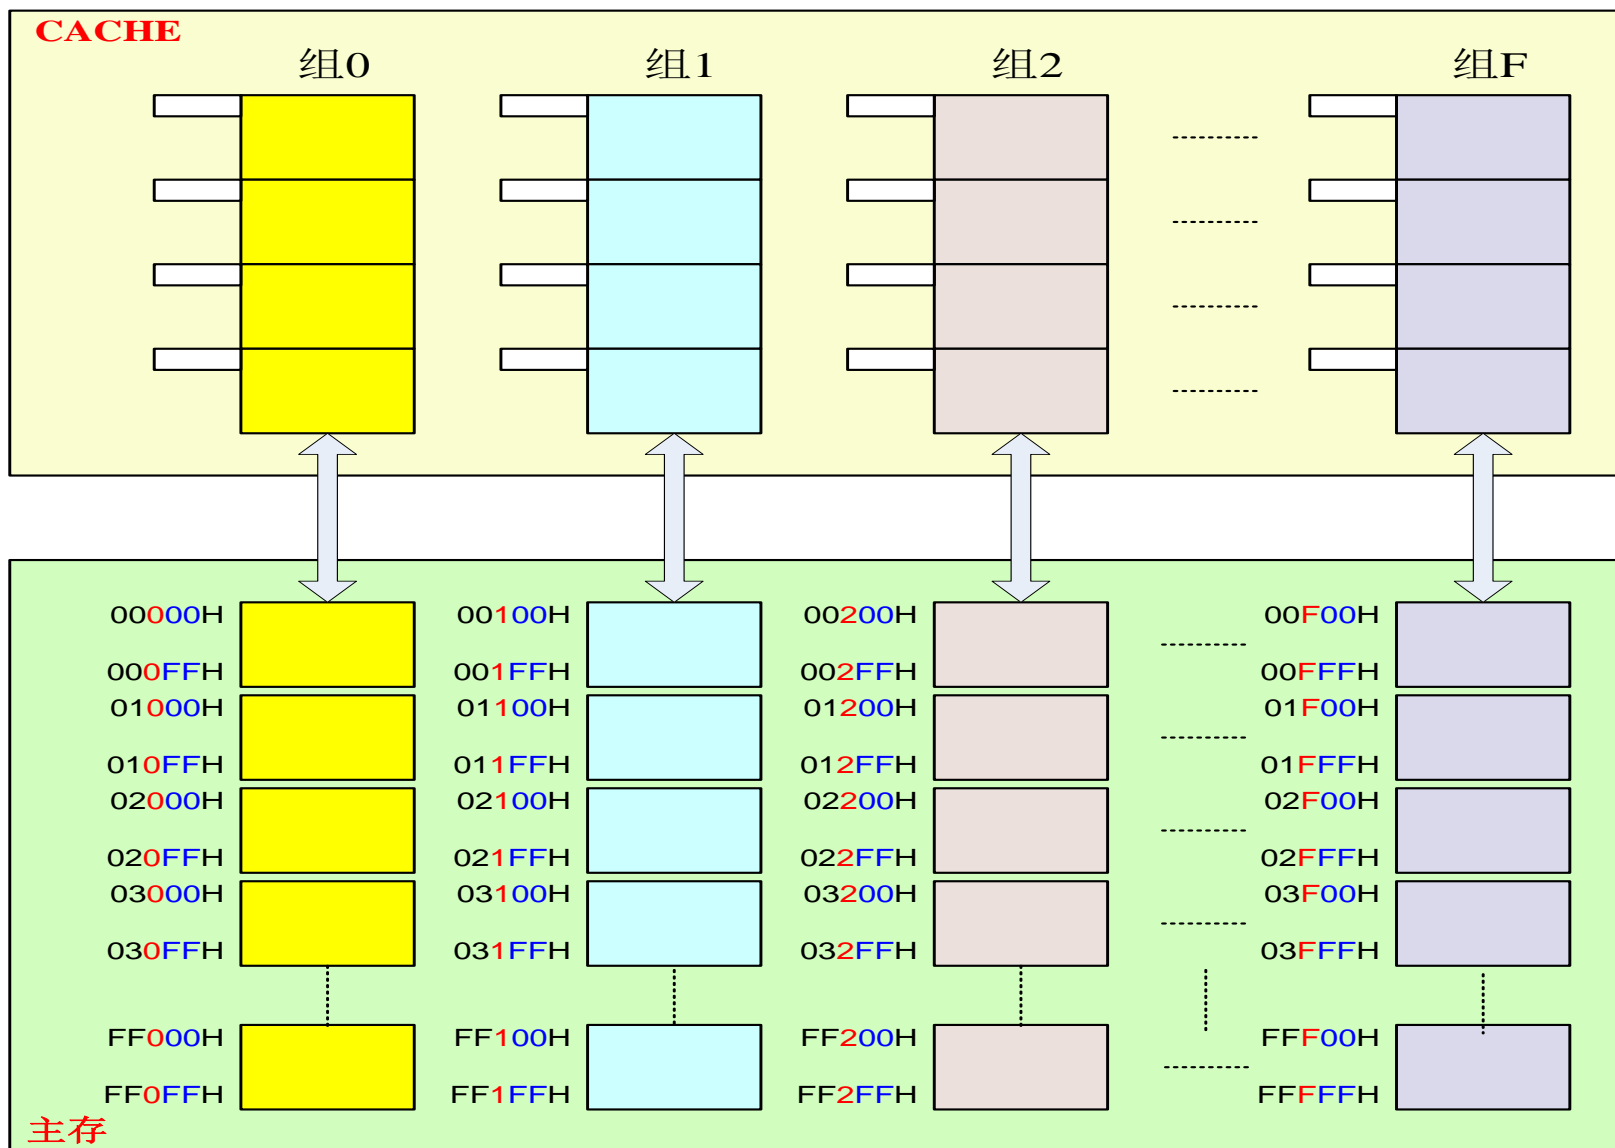 CACHE
组0 组1 组2 组F
00000H 00100H 00200H 00F00H
000FFH 001FFH 002FFH 00FFFH
01000H 01100H 01200H 01F00H
010FFH 011FFH 012FFH 01FFFH
02000H 02100H 02200H 02F00H
020FFH 021FFH 022FFH 02FFFH
03000H 03100H 03200H 03F00H
030FFH 031FFH 032FFH 03FFFH
FF000H FF100H FF200H FFF00H
FF0FFH FF1FFH FF2FFH FFFFFH
主存